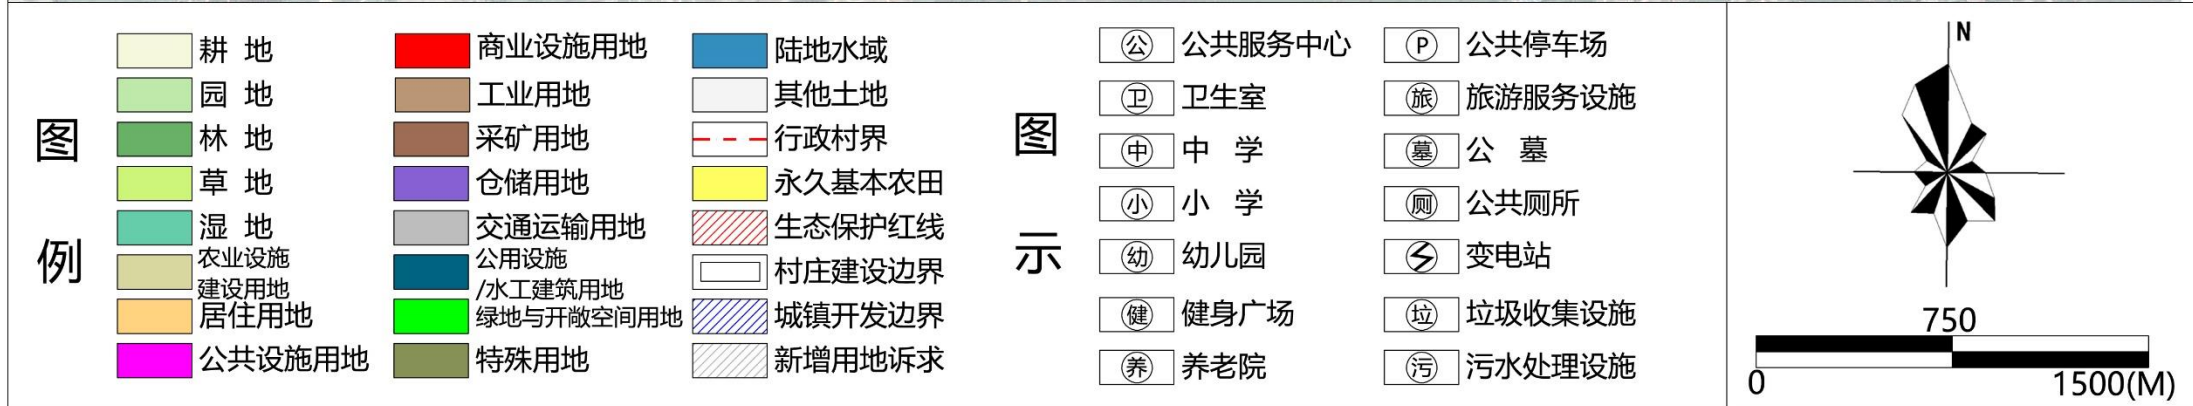 图例
耕 地
园 地
林 地
草 地
湿 地
农业设施
建设用地
居住用地
公共设施用地
商业设施用地
工业用地
采矿用地
仓储用地
交通运输用地
公用设施
/水工建筑用地
绿地与开敞空间用地
特殊用地
陆地水域
其他土地
行政村界
永久基本农田
生态保护红线
村庄建设边界
城镇开发边界
新增用地诉求
图示
公 公共服务中心
卫 卫生室
中 中 学
小 小 学
幼 幼儿园
健 健身广场
养 养老院
P 公共停车场
旅 旅游服务设施
墓 公 墓
厕 公共厕所
变电站
垃 垃圾收集设施
污 污水处理设施
N
750
0 1500(M)